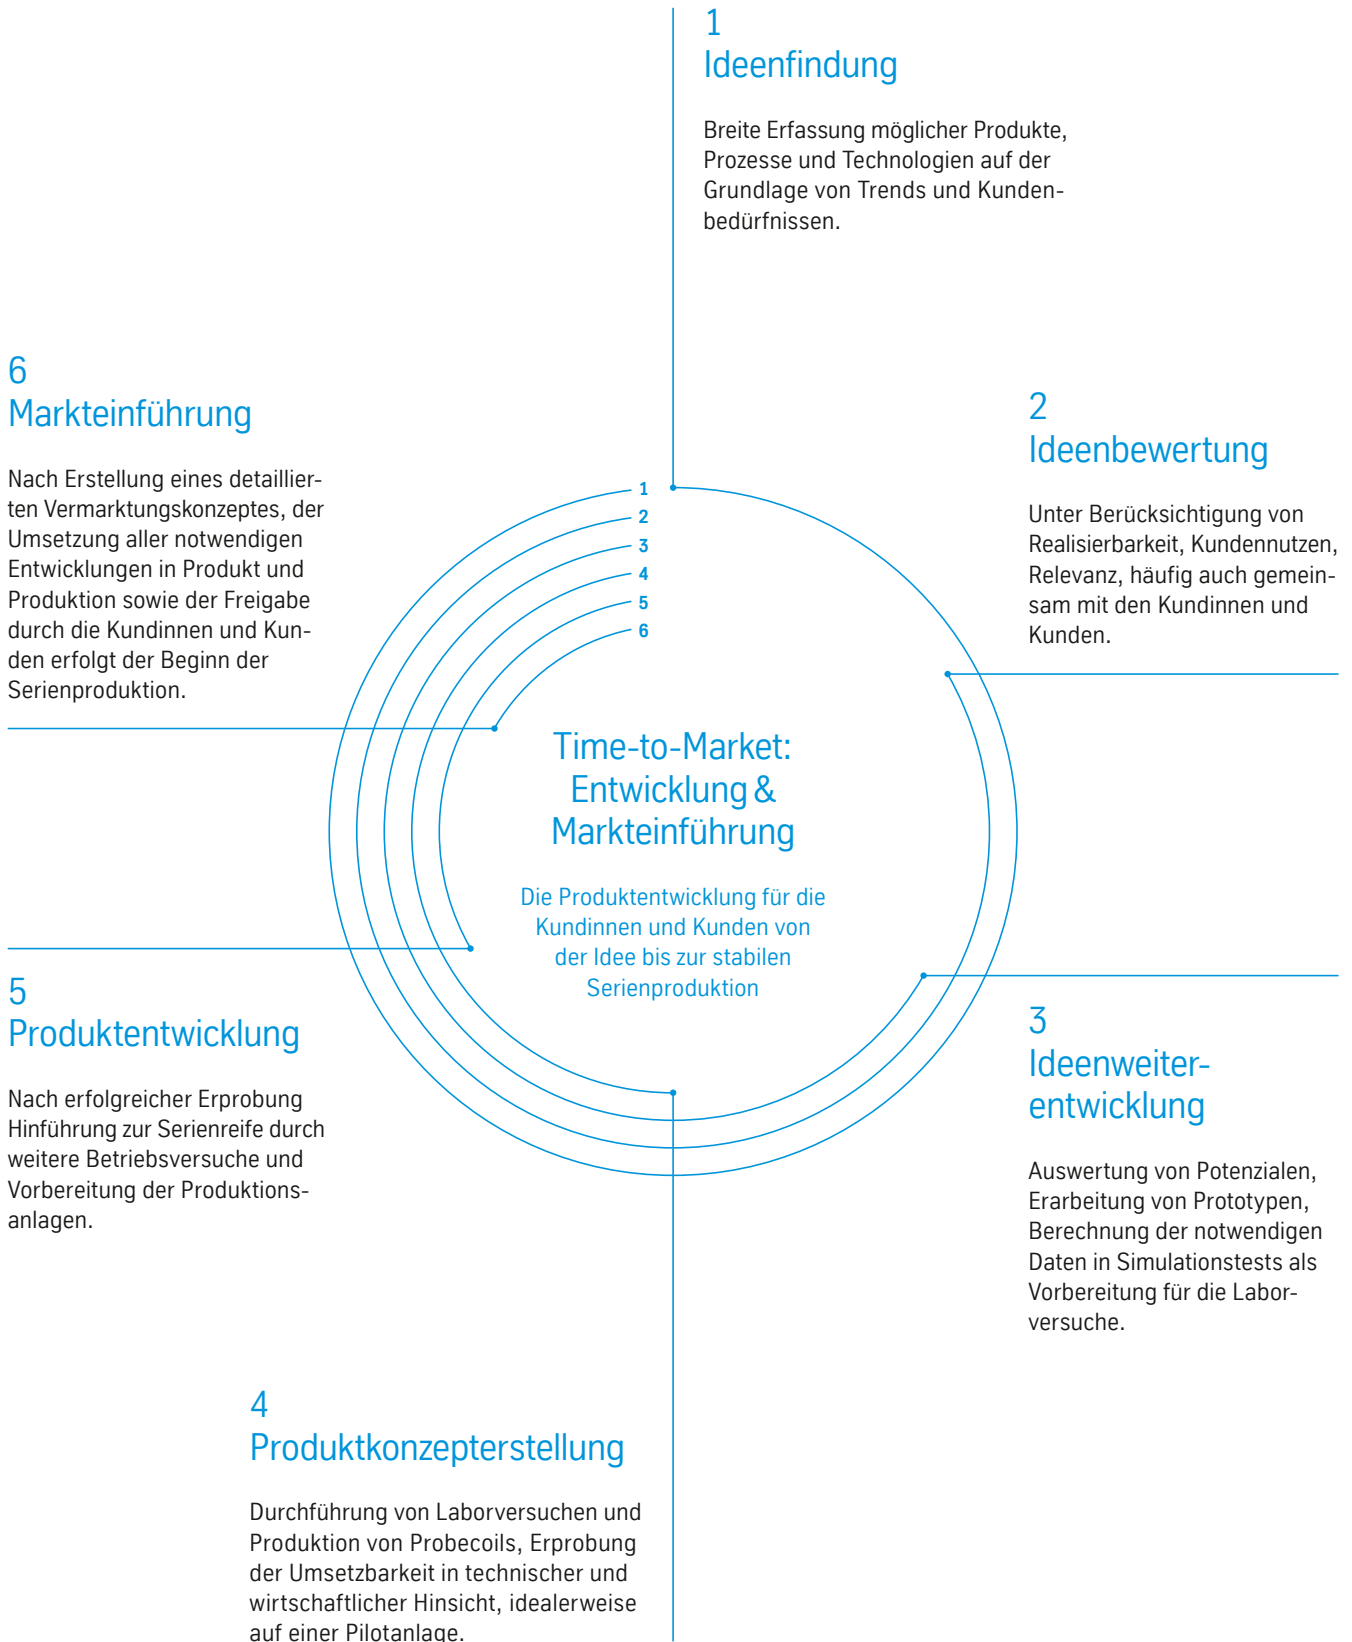 1
Ideenfindung
Breite Erfassung möglicher Produkte,
Prozesse und Technologien auf der
Grundlage von Trends und Kunden-
bedürfnissen.
2
Ideenbewertung
Unter Berücksichtigung von
Realisierbarkeit, Kundennutzen,
Relevanz, häufig auch gemein-
sam mit den Kundinnen und
Kunden.
3
Ideenweiter-
entwicklung
Auswertung von Potenzialen,
Erarbeitung von Prototypen,
Berechnung der notwendigen
Daten in Simulationstests als
Vorbereitung für die Labor-
versuche.
4
Produktkonzepterstellung
Durchführung von Laborversuchen und
Produktion von Probecoils, Erprobung
der Umsetzbarkeit in technischer und
wirtschaftlicher Hinsicht, idealerweise
auf einer Pilotanlage.
5
Produktentwicklung
Nach erfolgreicher Erprobung
Hinführung zur Serienreife durch
weitere Betriebsversuche und
Vorbereitung der Produktions-
anlagen.
6
Markteinführung
Nach Erstellung eines detaillier-
ten Vermarktungskonzeptes, der
Umsetzung aller notwendigen
Entwicklungen in Produkt und
Produktion sowie der Freigabe
durch die Kundinnen und Kun-
den erfolgt der Beginn der
Serienproduktion.
1
2
3
4
5
6
Time-to-Market:
Entwicklung &
Markteinführung
Die Produktentwicklung für die
Kundinnen und Kunden von
der Idee bis zur stabilen
Serienproduktion